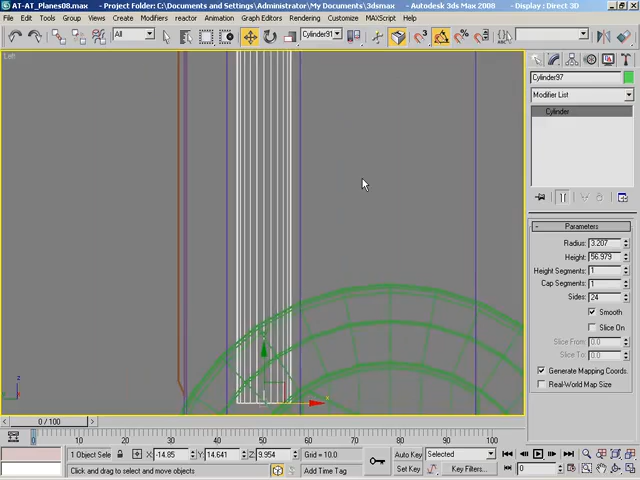 AT-AT_Planes08.max - Project Folder: C:\Documents and Settings\Administrator\My Documents\3dsmax - Autodesk 3ds Max 2008 - Display : Direct 3D
File Edit Tools Group Views Create Modifiers reactor Animation Graph Editors Rendering Customize MAXScript Help
All
Cylinder91
3
Left
Cylinder97
Modifier List
Cylinder
- Parameters
Radius: 3.207
Height: 56.979
Height Segments: 1
Cap Segments: 1
Sides: 24
Smooth
Slice On
Slice From: 0.0
Slice To: 0.0
Generate Mapping Coords.
Real-World Map Size
z
x
x
0 / 100
0 10 20 30 40 50 60 70 80 90 100
1 Object Sele
X: -14.85
Y: 14.641
Z: 9.954
Grid = 10.0
Auto Key
Selected
Click and drag to select and move objects
Add Time Tag
Set Key
Key Filters...
0